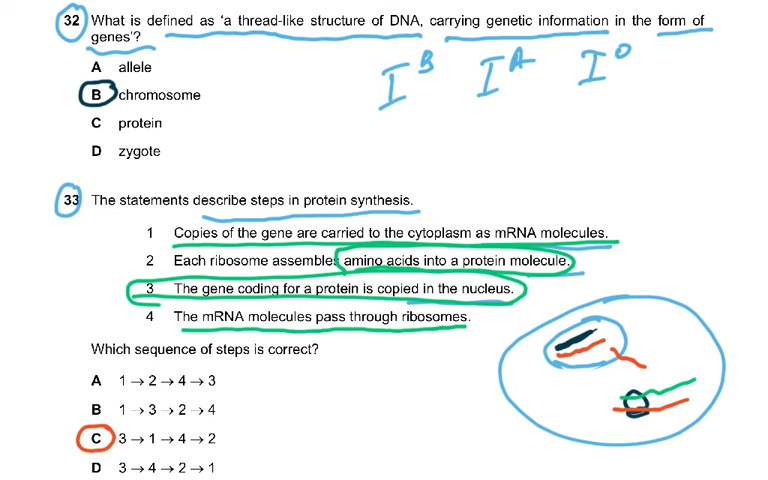 32 What is defined as ‘a thread-like structure of DNA, carrying genetic information in the form of
genes’?
I^B I^A I^O
A allele
B chromosome
C protein
D zygote
33 The statements describe steps in protein synthesis.
1 Copies of the gene are carried to the cytoplasm as mRNA molecules.
2 Each ribosome assembles amino acids into a protein molecule.
3 The gene coding for a protein is copied in the nucleus.
4 The mRNA molecules pass through ribosomes.
Which sequence of steps is correct?
A 1 → 2 → 4 → 3
B 1 → 3 → 2 → 4
C 3 → 1 → 4 → 2
D 3 → 4 → 2 → 1